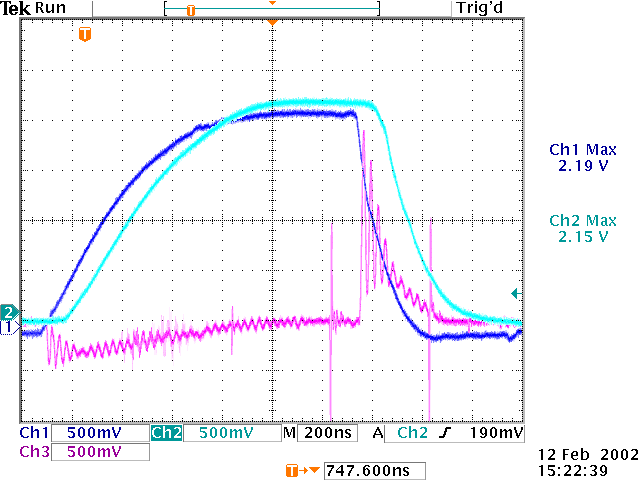 Tek Run Trig'd
T
T
Ch1 Max
2.19 V
Ch2 Max
2.15 V
2
1
Ch1 500mV Ch2 500mV M 200ns A Ch2 190mV
Ch3 500mV
T 747.600ns
12 Feb 2002
15:22:39